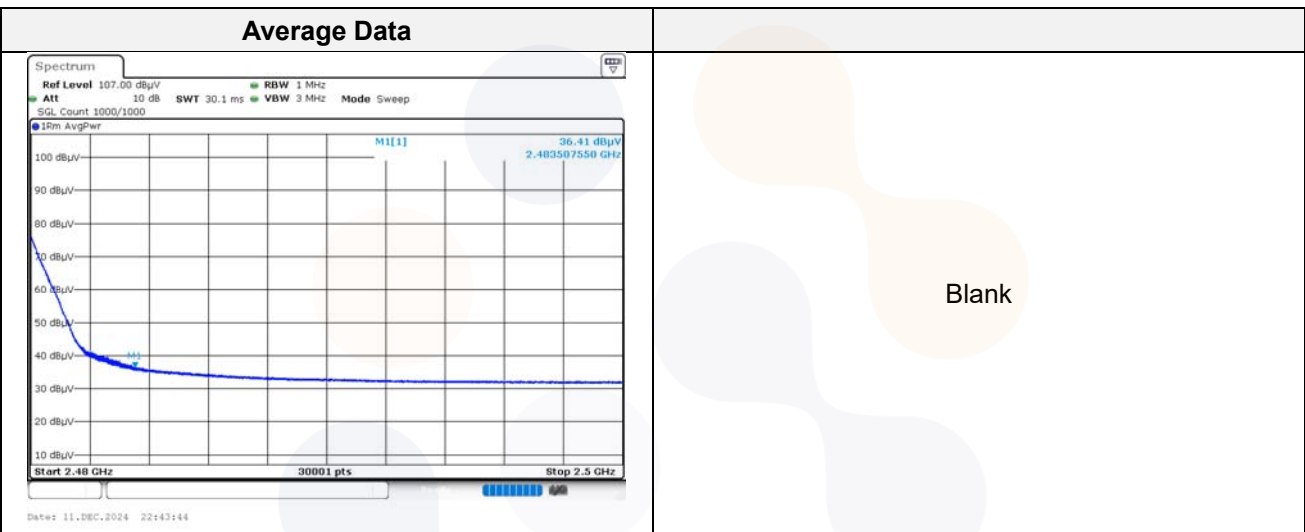 Average Data
Spectrum
Ref Level 107.00 dBµV RBW 1 MHz
Att 10 dB SWT 30.1 ms VBW 3 MHz Mode Sweep
SGL Count 1000/1000
1Rm AvgPwr
M1[1] 36.41 dBµV
2.483507550 GHz
100 dBµV
90 dBµV
80 dBµV
70 dBµV
60 dBµV
50 dBµV
40 dBµV
M1
30 dBµV
20 dBµV
10 dBµV
Start 2.48 GHz 30001 pts Stop 2.5 GHz
Date: 11.DEC.2024 22:43:44
Blank